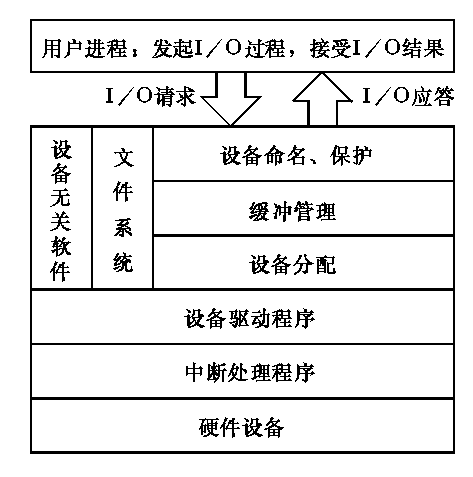 用户进程：发起I／O过程，接受I／O结果
I／O请求
I／O应答
设备无关软件
文件系统
设备命名、保护
缓冲管理
设备分配
设备驱动程序
中断处理程序
硬件设备